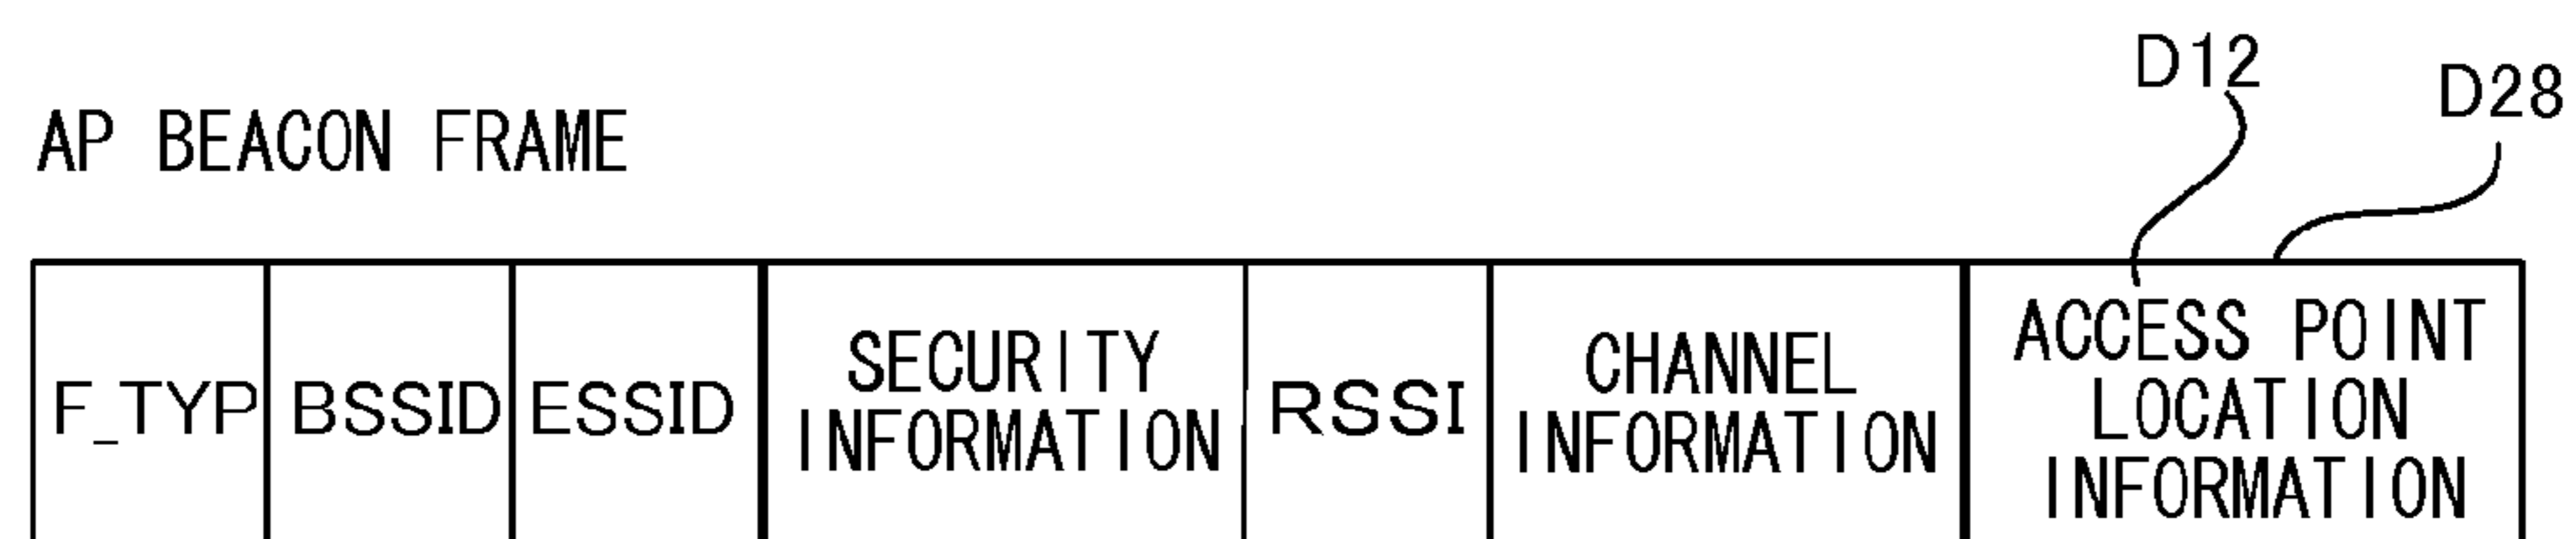 D12
D28
AP BEACON FRAME
F_TYP
BSSID
ESSID
SECURITY
INFORMATION
RSSI
CHANNEL
INFORMATION
ACCESS POINT
LOCATION
INFORMATION